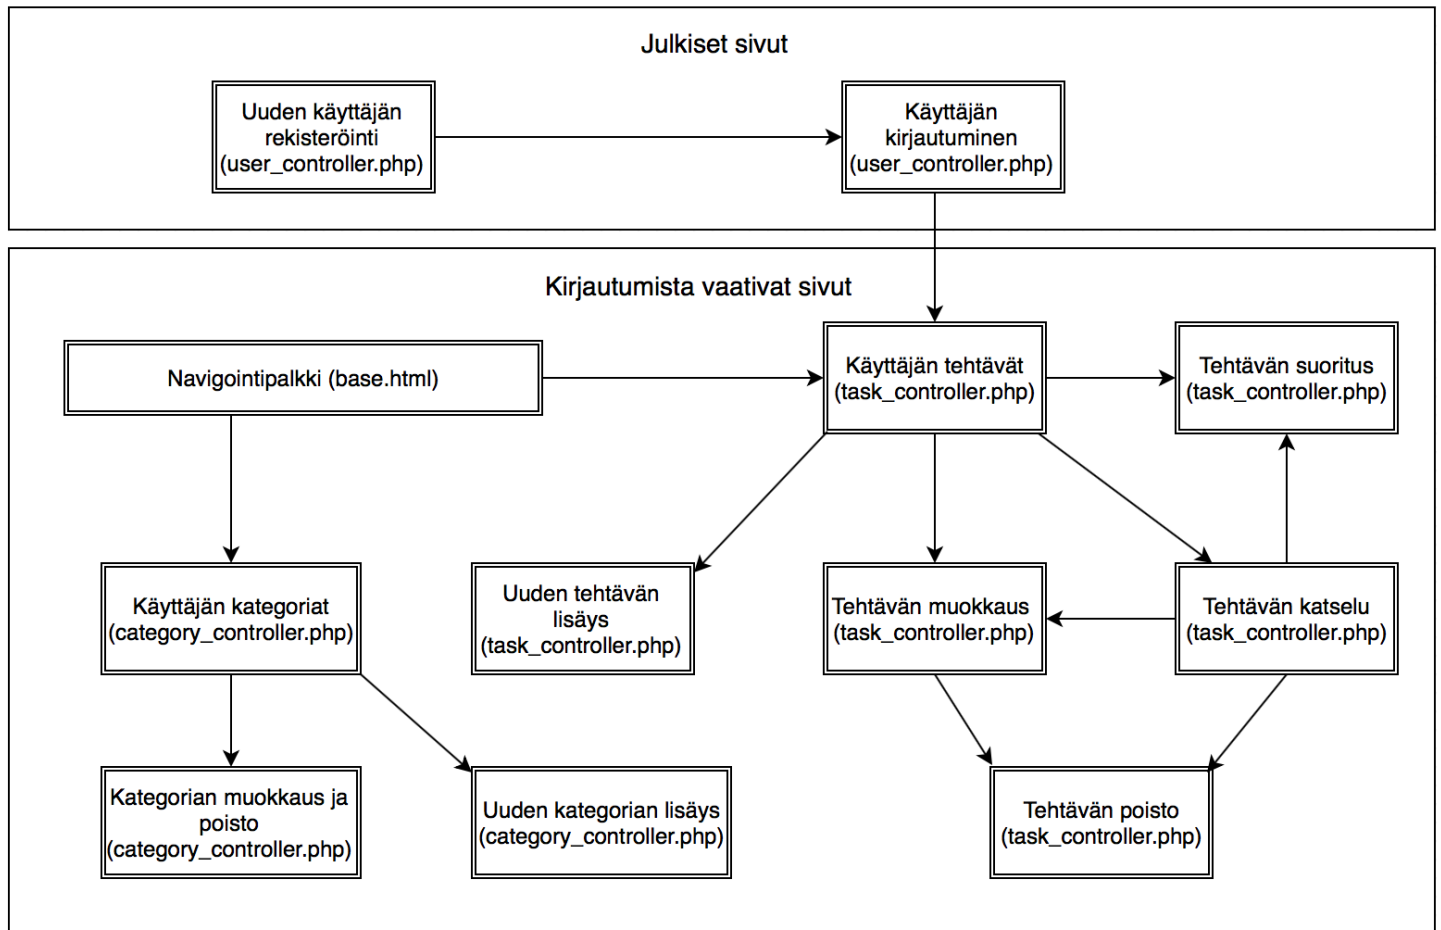 Julkiset sivut
Uuden käyttäjän
rekisteröinti
(user_controller.php)
Käyttäjän
kirjautuminen
(user_controller.php)
Kirjautumista vaativat sivut
Navigointipalkki (base.html)
Käyttäjän tehtävät
(task_controller.php)
Tehtävän suoritus
(task_controller.php)
Käyttäjän kategoriat
(category_controller.php)
Uuden tehtävän
lisäys
(task_controller.php)
Tehtävän muokkaus
(task_controller.php)
Tehtävän katselu
(task_controller.php)
Kategorian muokkaus ja
poisto
(category_controller.php)
Uuden kategorian lisäys
(category_controller.php)
Tehtävän poisto
(task_controller.php)